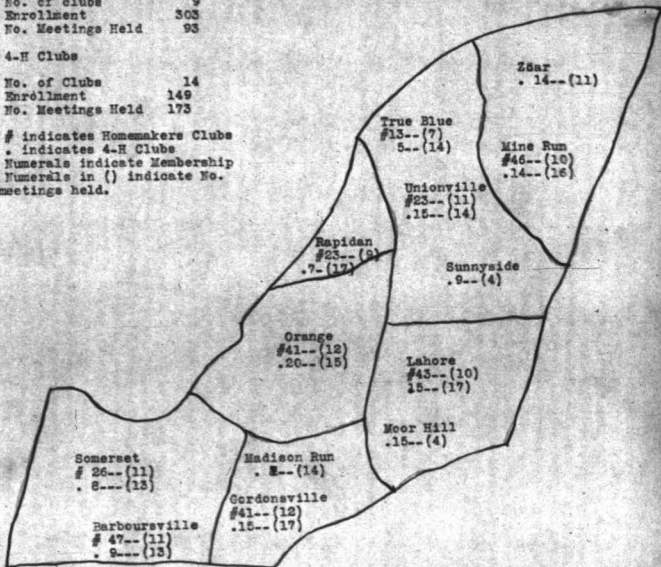 No. of clubs 9
Enrollment 303
No. Meetings Held 93
4-H Clubs
No. of Clubs 14
Enrollment 149
No. Meetings Held 173
# indicates Homemakers Clubs
. indicates 4-H Clubs
Numerals indicate Membership
Numerals in () indicate No.
meetings held.
Zoar
. 14--(11)
True Blue
#13--(7)
5--(14)
Mine Run
#46--(10)
.14--(16)
Unionville
#23--(11)
.15--(14)
Rapidan
#23--(9)
.7-(17)
Sunnyside
.9--(4)
Orange
#41--(12)
.20--(15)
Lahore
#43--(10)
15--(17)
Moor Hill
.15--(4)
Somerset
# 26--(11)
. 8---(13)
Madison Run
. --(14)
Gordonsville
#41--(12)
.15--(17)
Barboursville
# 47--(11)
. 9---(13)